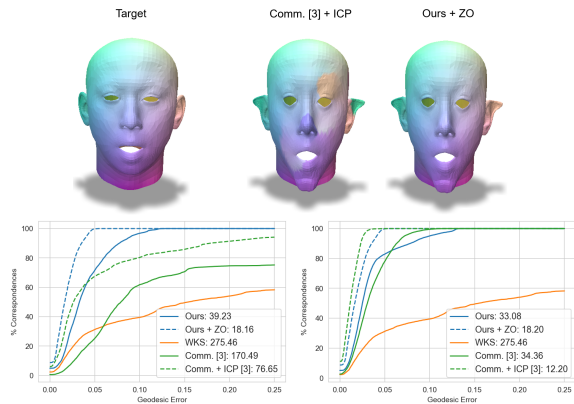 Target
Comm. [3] + ICP
Ours + ZO
100
80
60
40
20
0
% Correspondences
0.00 0.05 0.10 0.15 0.20 0.25
Geodesic Error
Ours: 39.23
Ours + ZO: 18.16
WKS: 275.46
Comm. [3]: 170.49
Comm. + ICP [3]: 76.65
100
80
60
40
20
0
% Correspondences
0.00 0.05 0.10 0.15 0.20 0.25
Geodesic Error
Ours: 33.08
Ours + ZO: 18.20
WKS: 275.46
Comm. [3]: 34.36
Comm. + ICP [3]: 12.20